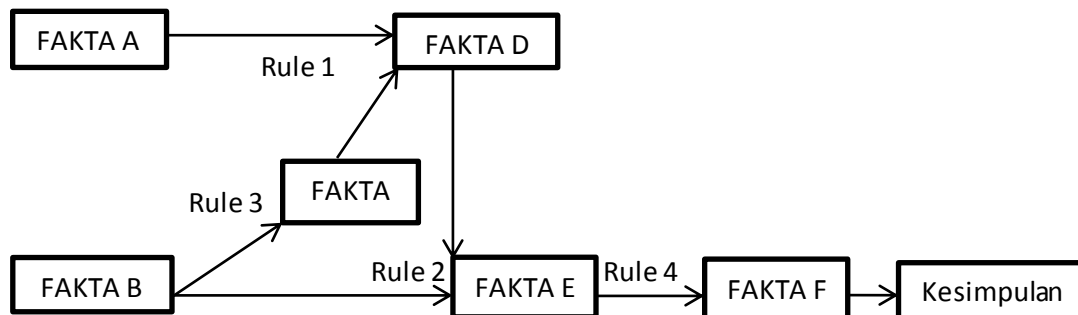 FAKTA A
FAKTA D
Rule 1
FAKTA
Rule 3
FAKTA B
Rule 2
FAKTA E
Rule 4
FAKTA F
Kesimpulan